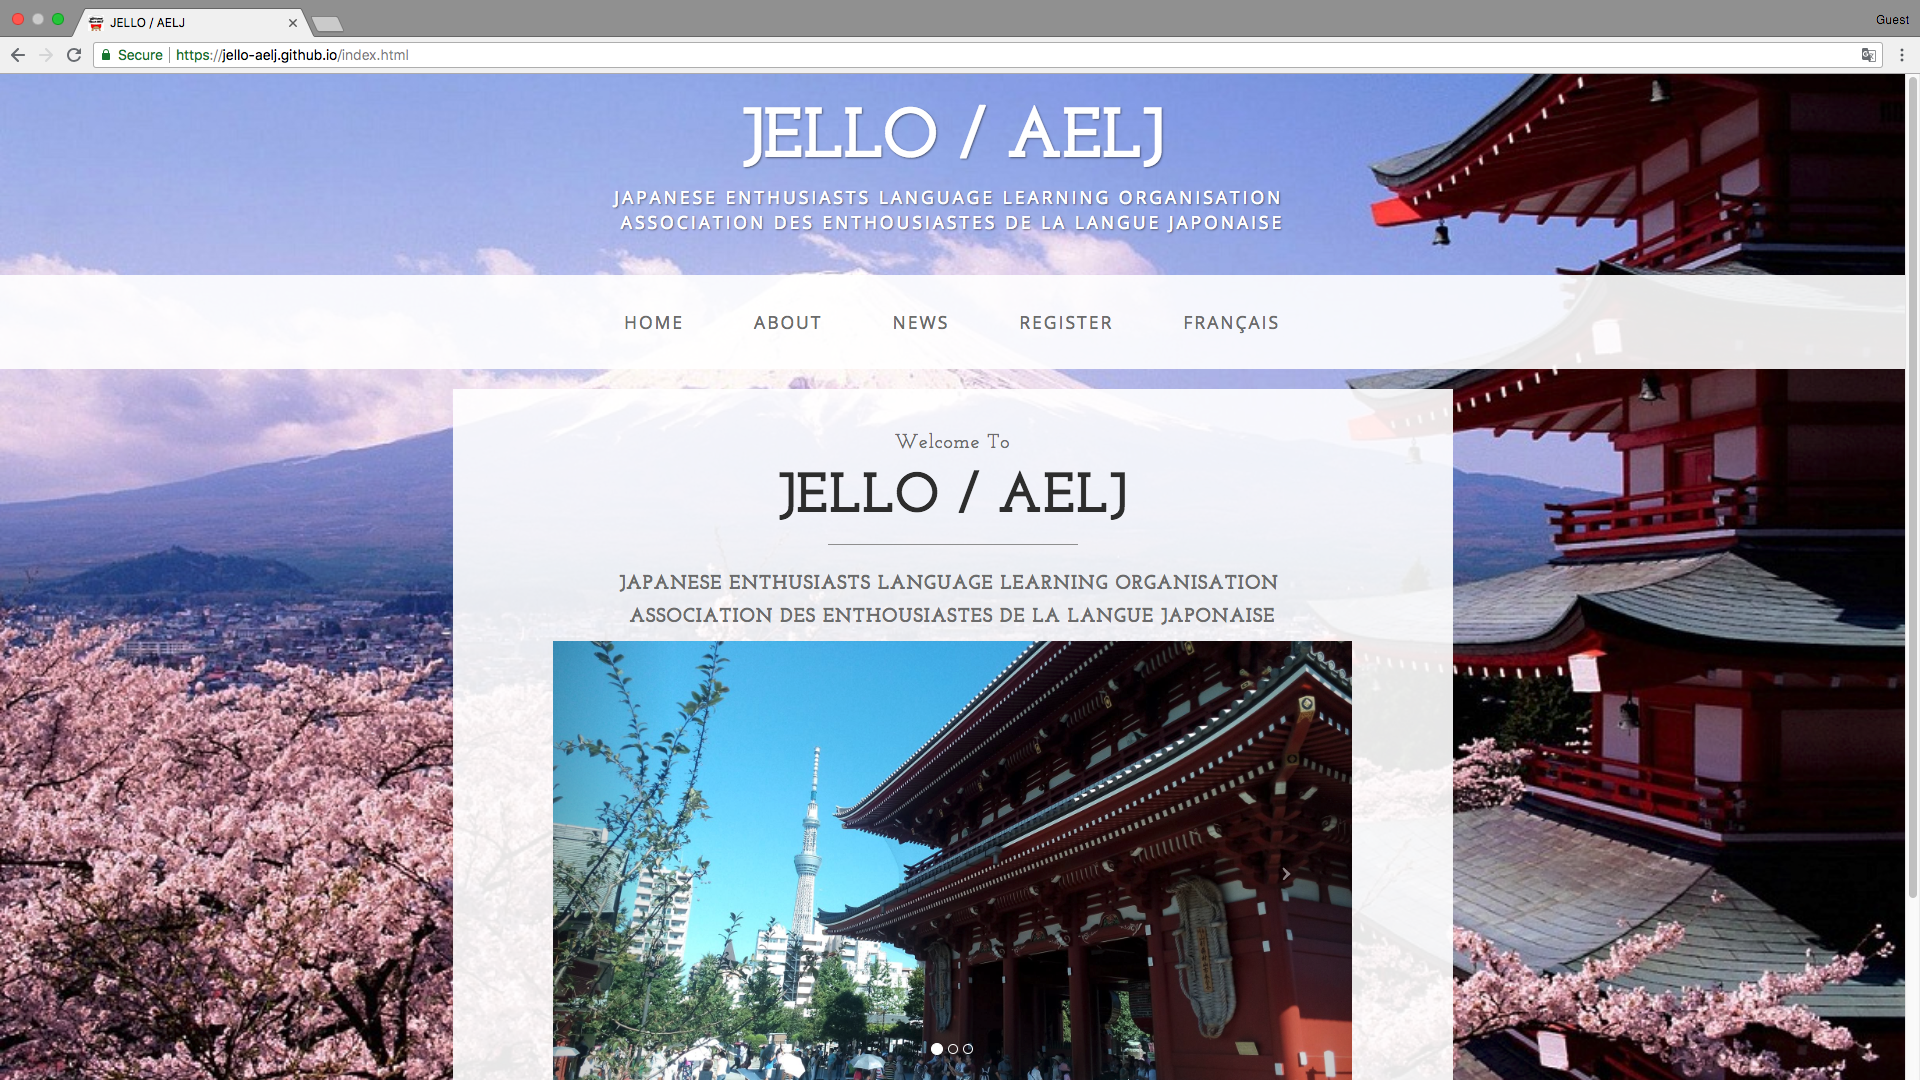 JELLO / AELJ
Guest
Secure
https://jello-aelj.github.io/index.html
JELLO / AELJ
JAPANESE ENTHUSIASTS LANGUAGE LEARNING ORGANISATION
ASSOCIATION DES ENTHOUSIASTES DE LA LANGUE JAPONAISE
HOME ABOUT NEWS REGISTER FRANÇAIS
Welcome To
JELLO / AELJ
JAPANESE ENTHUSIASTS LANGUAGE LEARNING ORGANISATION
ASSOCIATION DES ENTHOUSIASTES DE LA LANGUE JAPONAISE